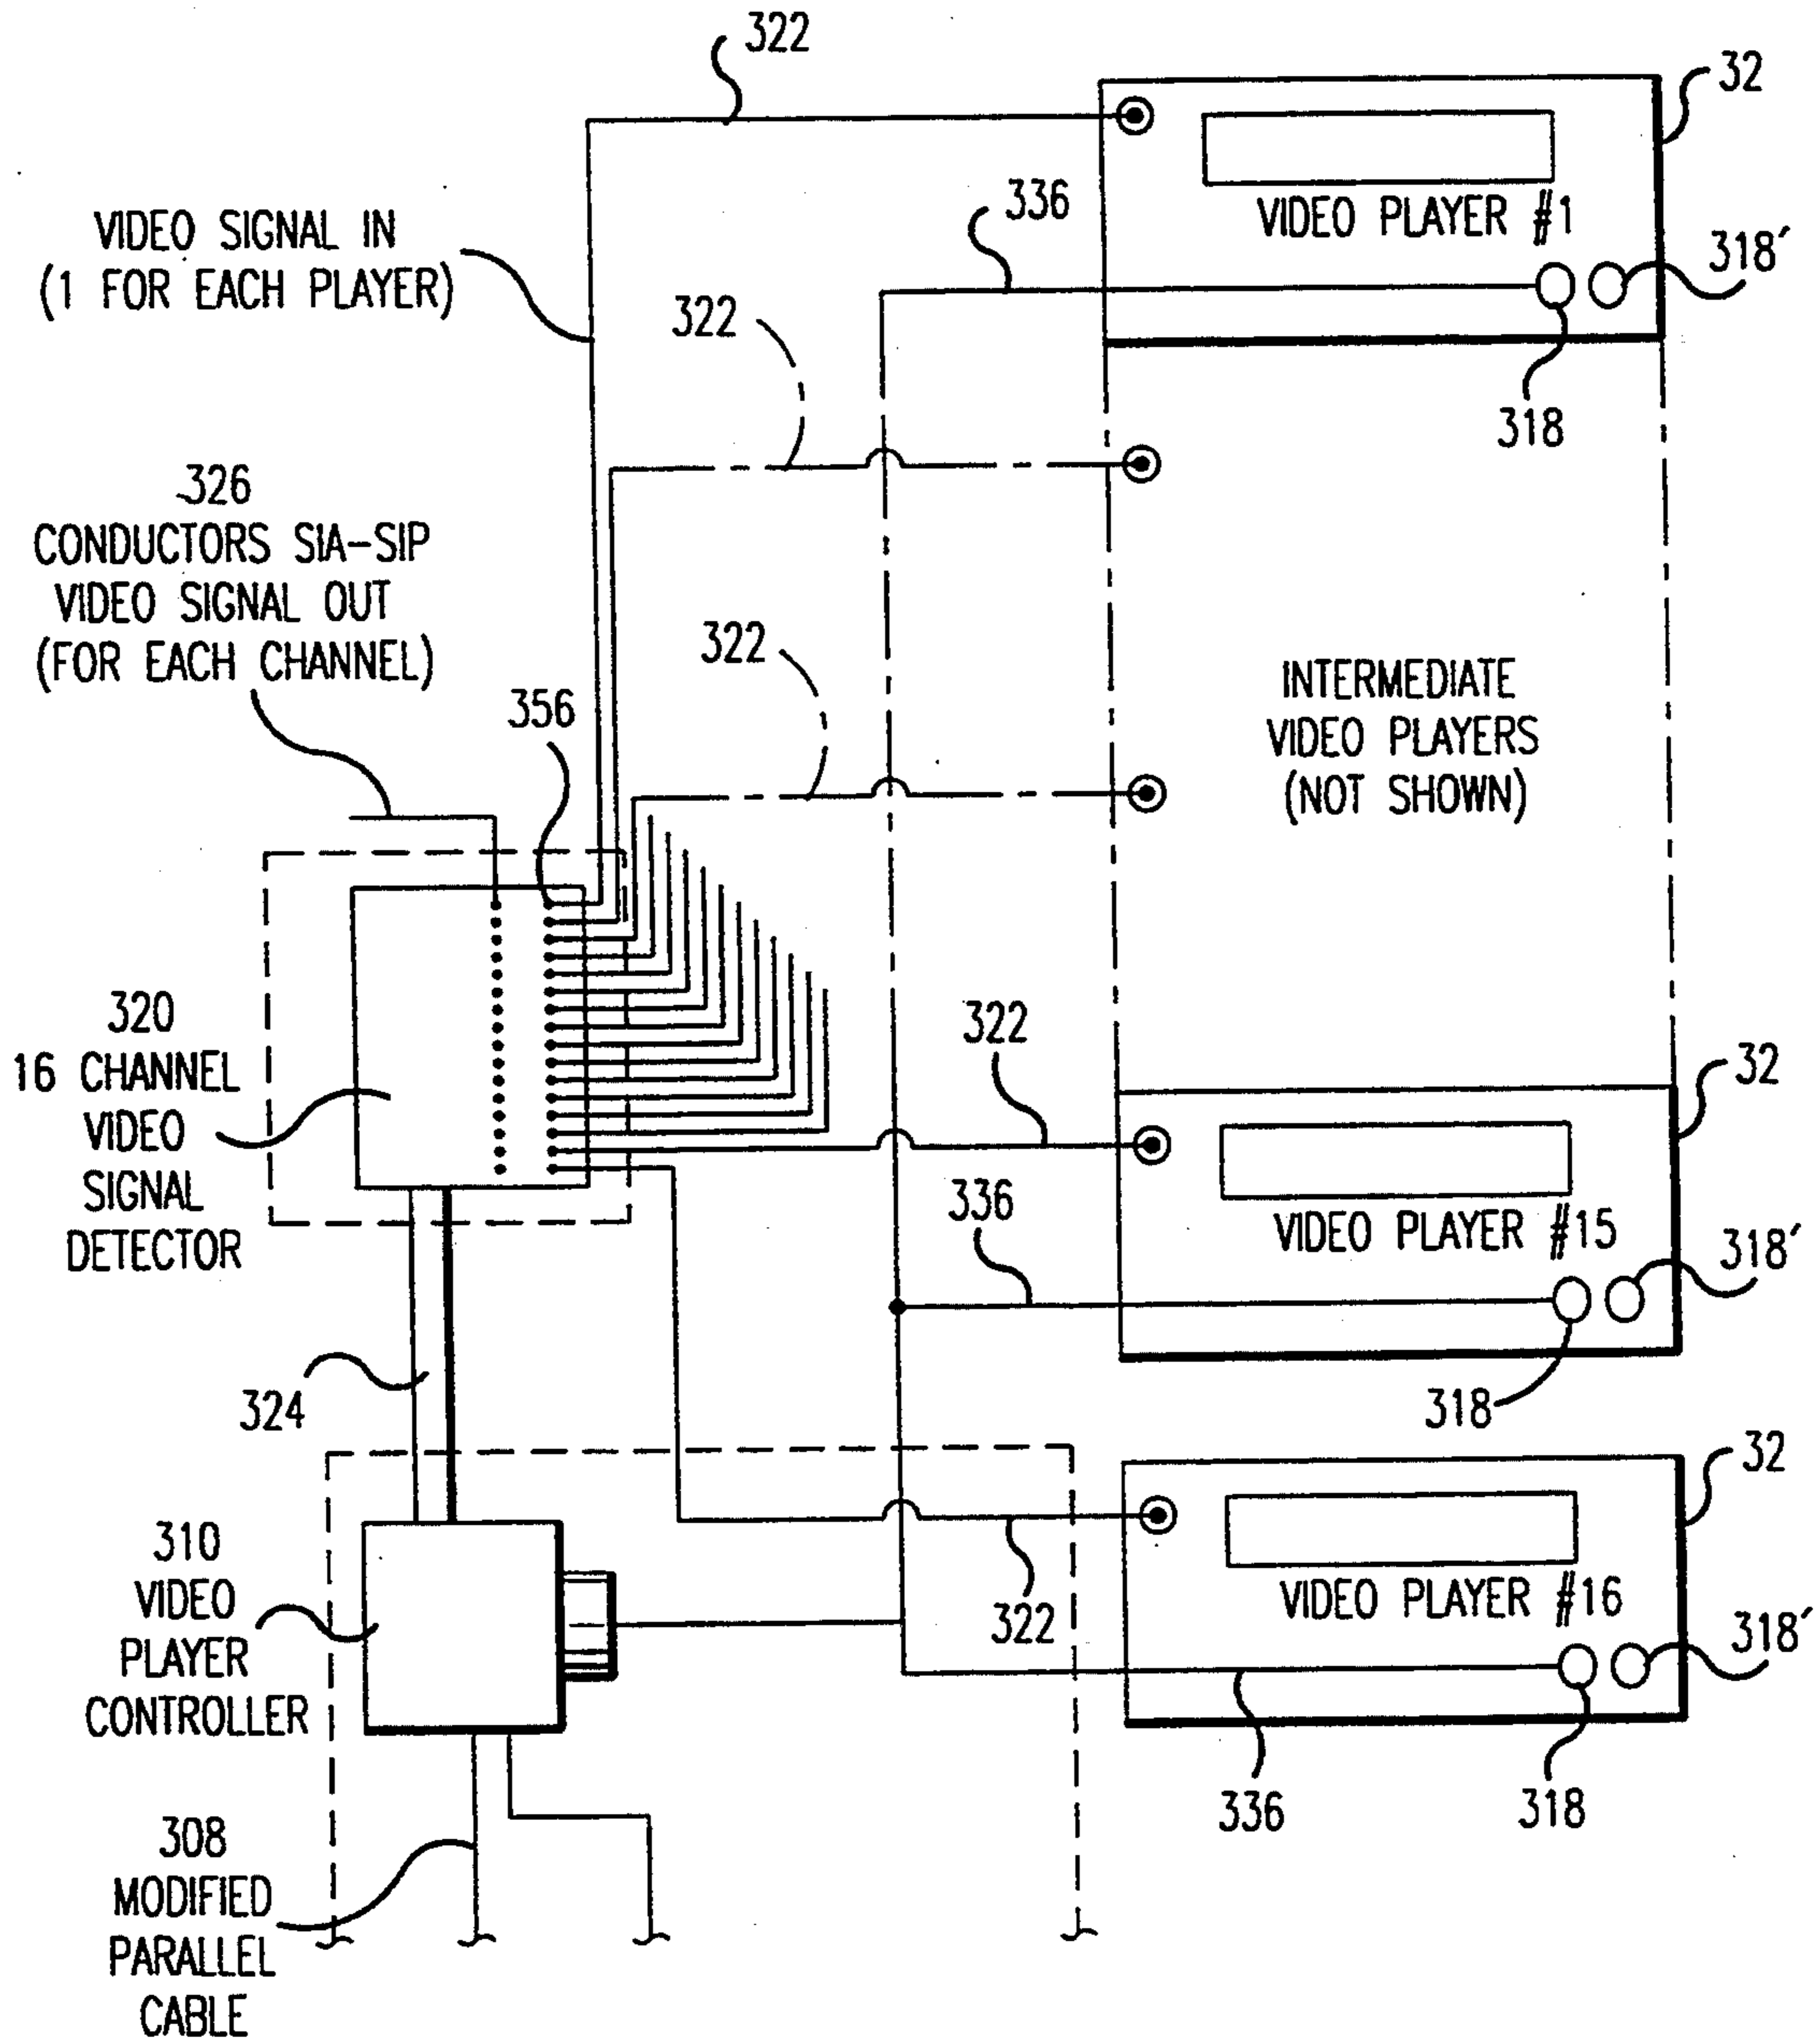 322
32
VIDEO PLAYER #1
336
318′
318
VIDEO SIGNAL IN
(1 FOR EACH PLAYER)
322
326
CONDUCTORS SIA-SIP
VIDEO SIGNAL OUT
(FOR EACH CHANNEL)
322
356
INTERMEDIATE
VIDEO PLAYERS
(NOT SHOWN)
320
16 CHANNEL
VIDEO
SIGNAL
DETECTOR
322
32
336
VIDEO PLAYER #15
318′
318
324
32
310
VIDEO
PLAYER
CONTROLLER
322
VIDEO PLAYER #16
318′
336
318
308
MODIFIED
PARALLEL
CABLE